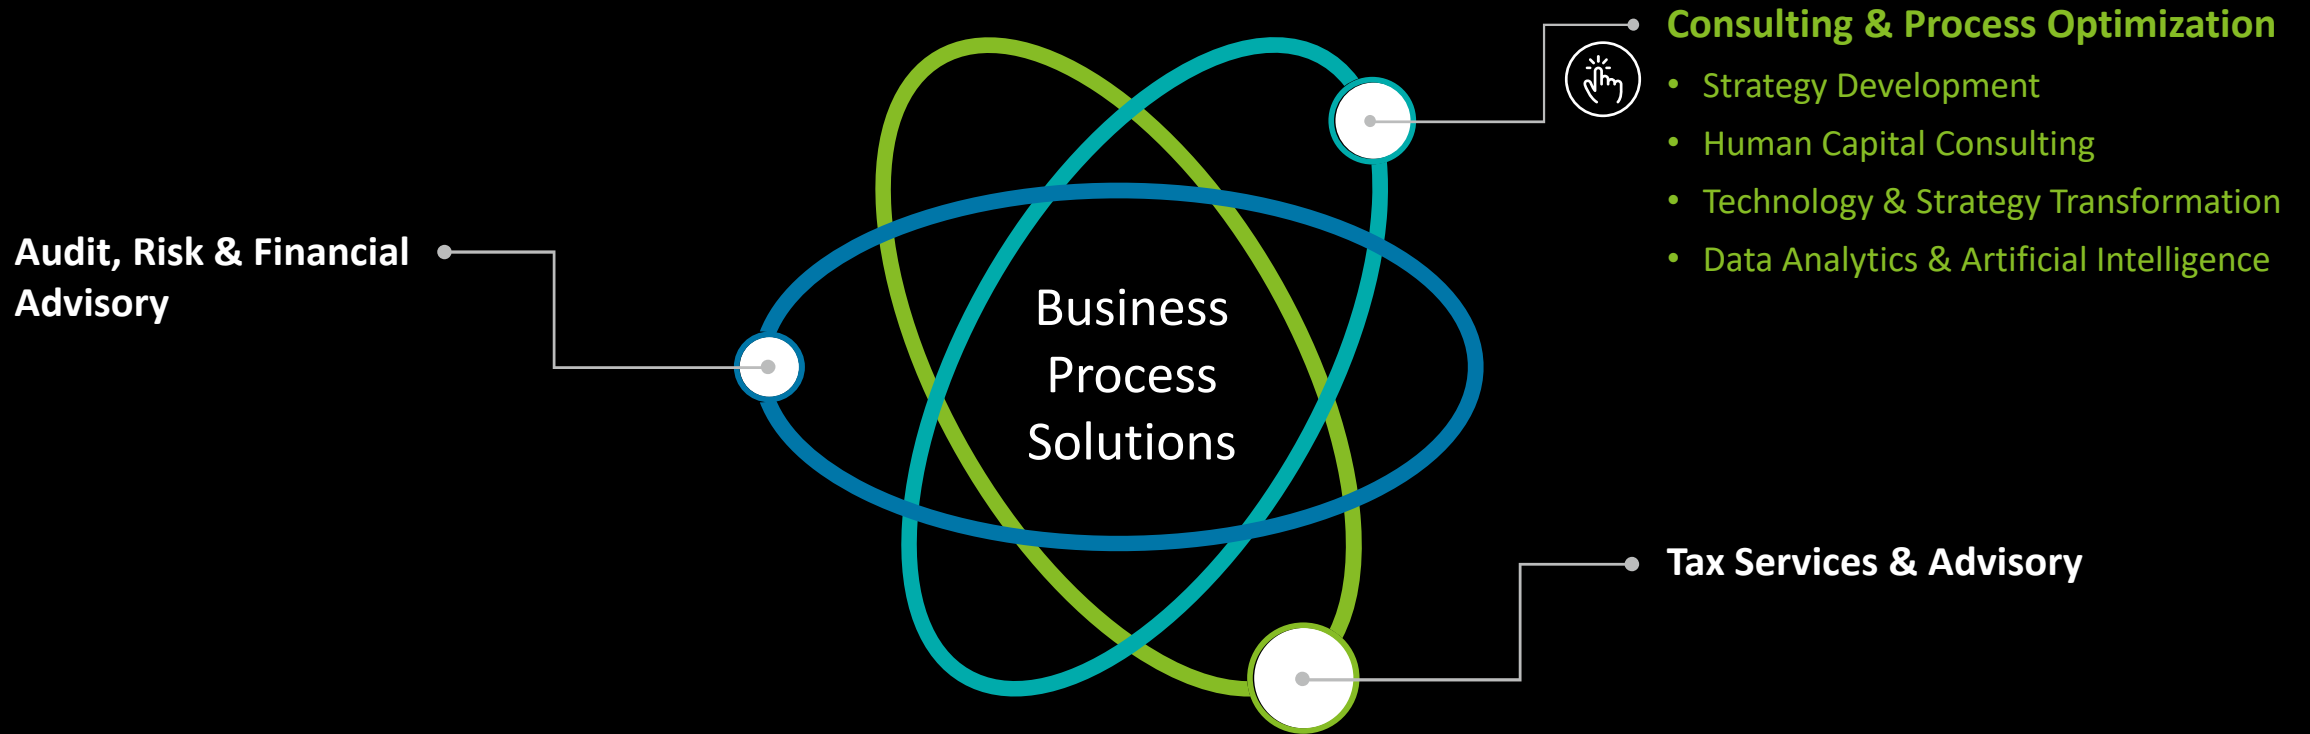 Consulting & Process Optimization
• Strategy Development
• Human Capital Consulting
• Technology & Strategy Transformation
• Data Analytics & Artificial Intelligence
Audit, Risk & Financial
Advisory
Business
Process
Solutions
Tax Services & Advisory